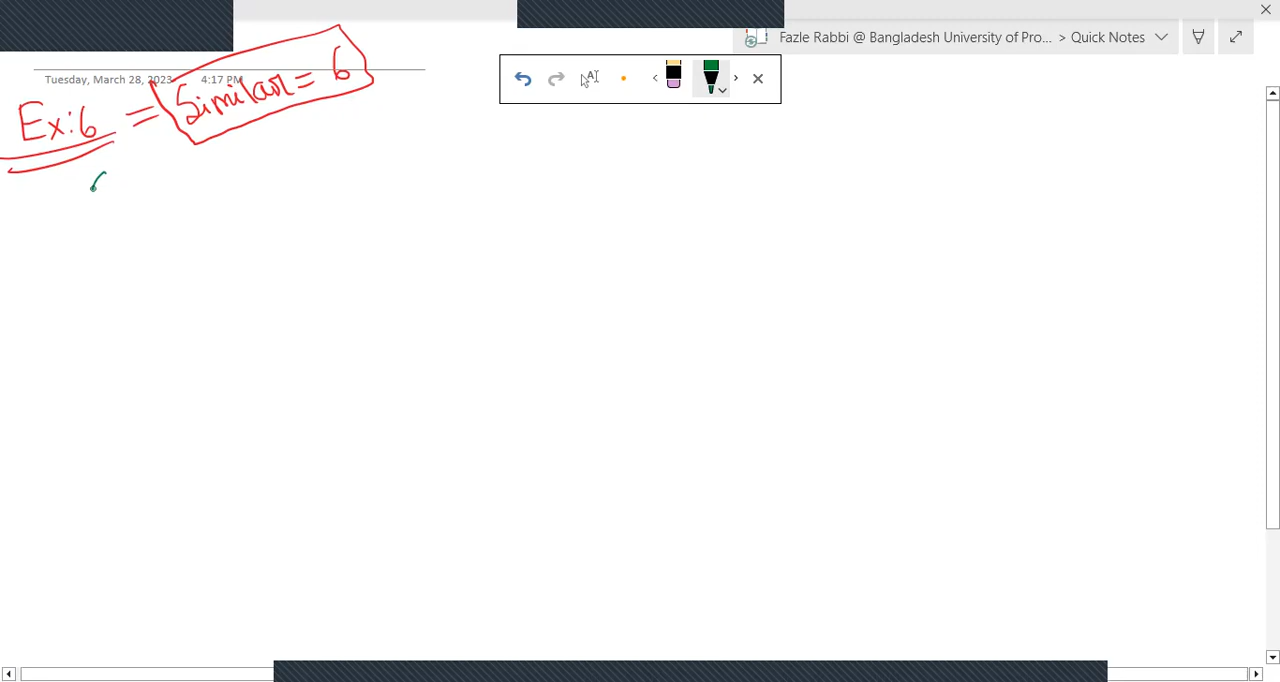 Fazle Rabbi @ Bangladesh University of Pro... > Quick Notes
Tuesday, March 28, 2023 4:17 PM
Ex:6 = Similar = 6
A